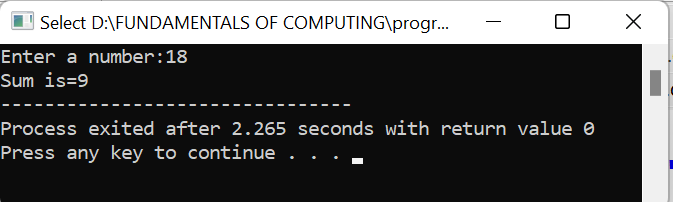 Select D:\FUNDAMENTALS OF COMPUTING\progr...
Enter a number:18
Sum is=9
--------------------------------
Process exited after 2.265 seconds with return value 0
Press any key to continue . . .